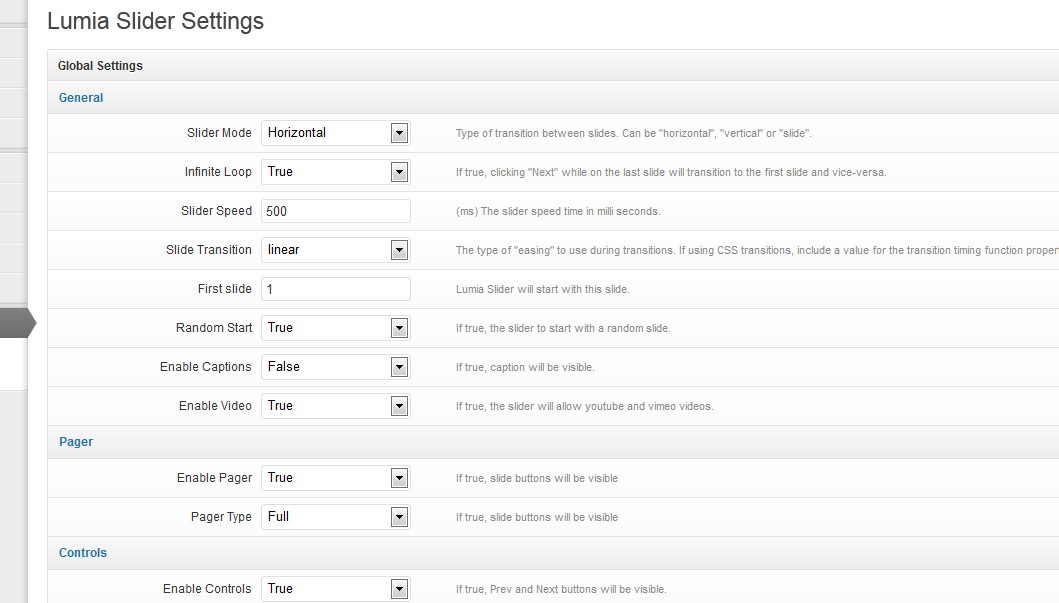 Lumia Slider Settings
Global Settings
General
Slider Mode Horizontal Type of transition between slides. Can be "horizontal", "vertical" or "slide".
Infinite Loop True If true, clicking "Next" while on the last slide will transition to the first slide and vice-versa.
Slider Speed 500 (ms) The slider speed time in milli seconds.
Slide Transition linear The type of "easing" to use during transitions. If using CSS transitions, include a value for the transition timing function proper
First slide 1 Lumia Slider will start with this slide.
Random Start True If true, the slider to start with a random slide.
Enable Captions False If true, caption will be visible.
Enable Video True If true, the slider will allow youtube and vimeo videos.
Pager
Enable Pager True If true, slide buttons will be visible
Pager Type Full If true, slide buttons will be visible
Controls
Enable Controls True If true, Prev and Next buttons will be visible.